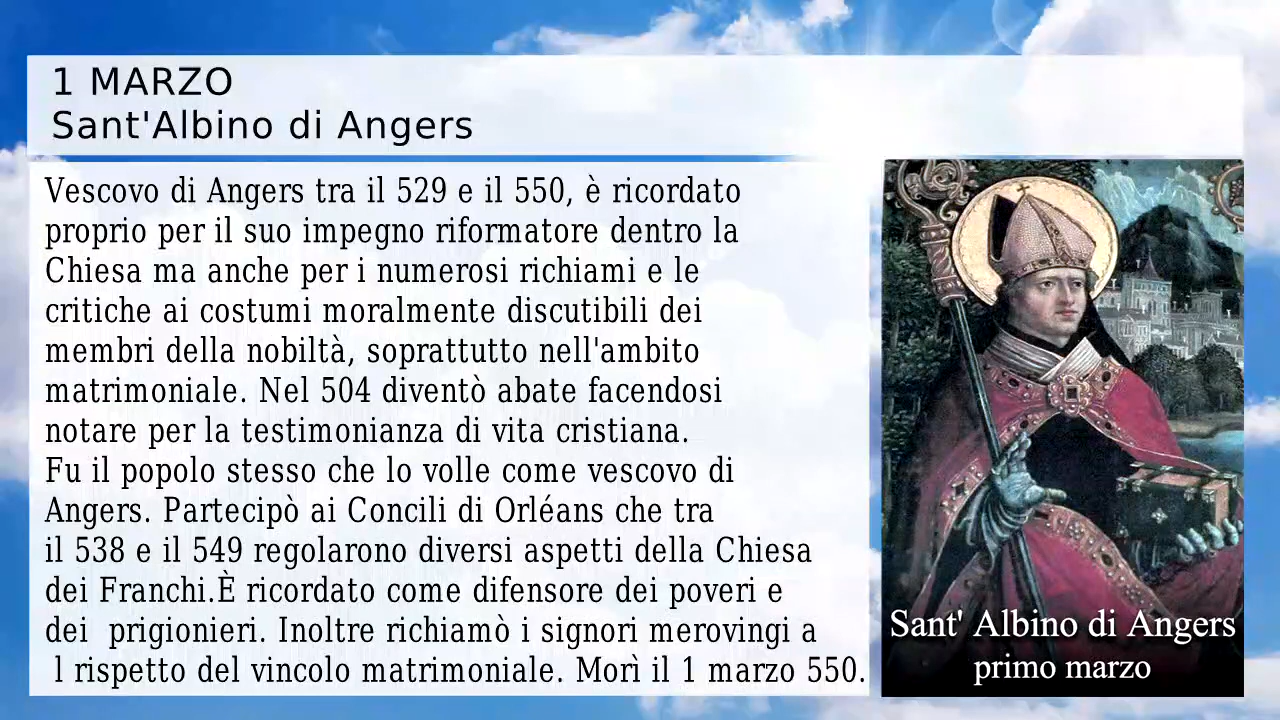 1 MARZO
Sant'Albino di Angers
Vescovo di Angers tra il 529 e il 550, è ricordato
proprio per il suo impegno riformatore dentro la
Chiesa ma anche per i numerosi richiami e le
critiche ai costumi moralmente discutibili dei
membri della nobiltà, soprattutto nell'ambito
matrimoniale. Nel 504 diventò abate facendosi
notare per la testimonianza di vita cristiana.
Fu il popolo stesso che lo volle come vescovo di
Angers. Partecipò ai Concili di Orléans che tra
il 538 e il 549 regolarono diversi aspetti della Chiesa
dei Franchi.È ricordato come difensore dei poveri e
dei  prigionieri. Inoltre richiamò i signori merovingi a
l rispetto del vincolo matrimoniale. Morì il 1 marzo 550.
Sant' Albino di Angers
primo marzo